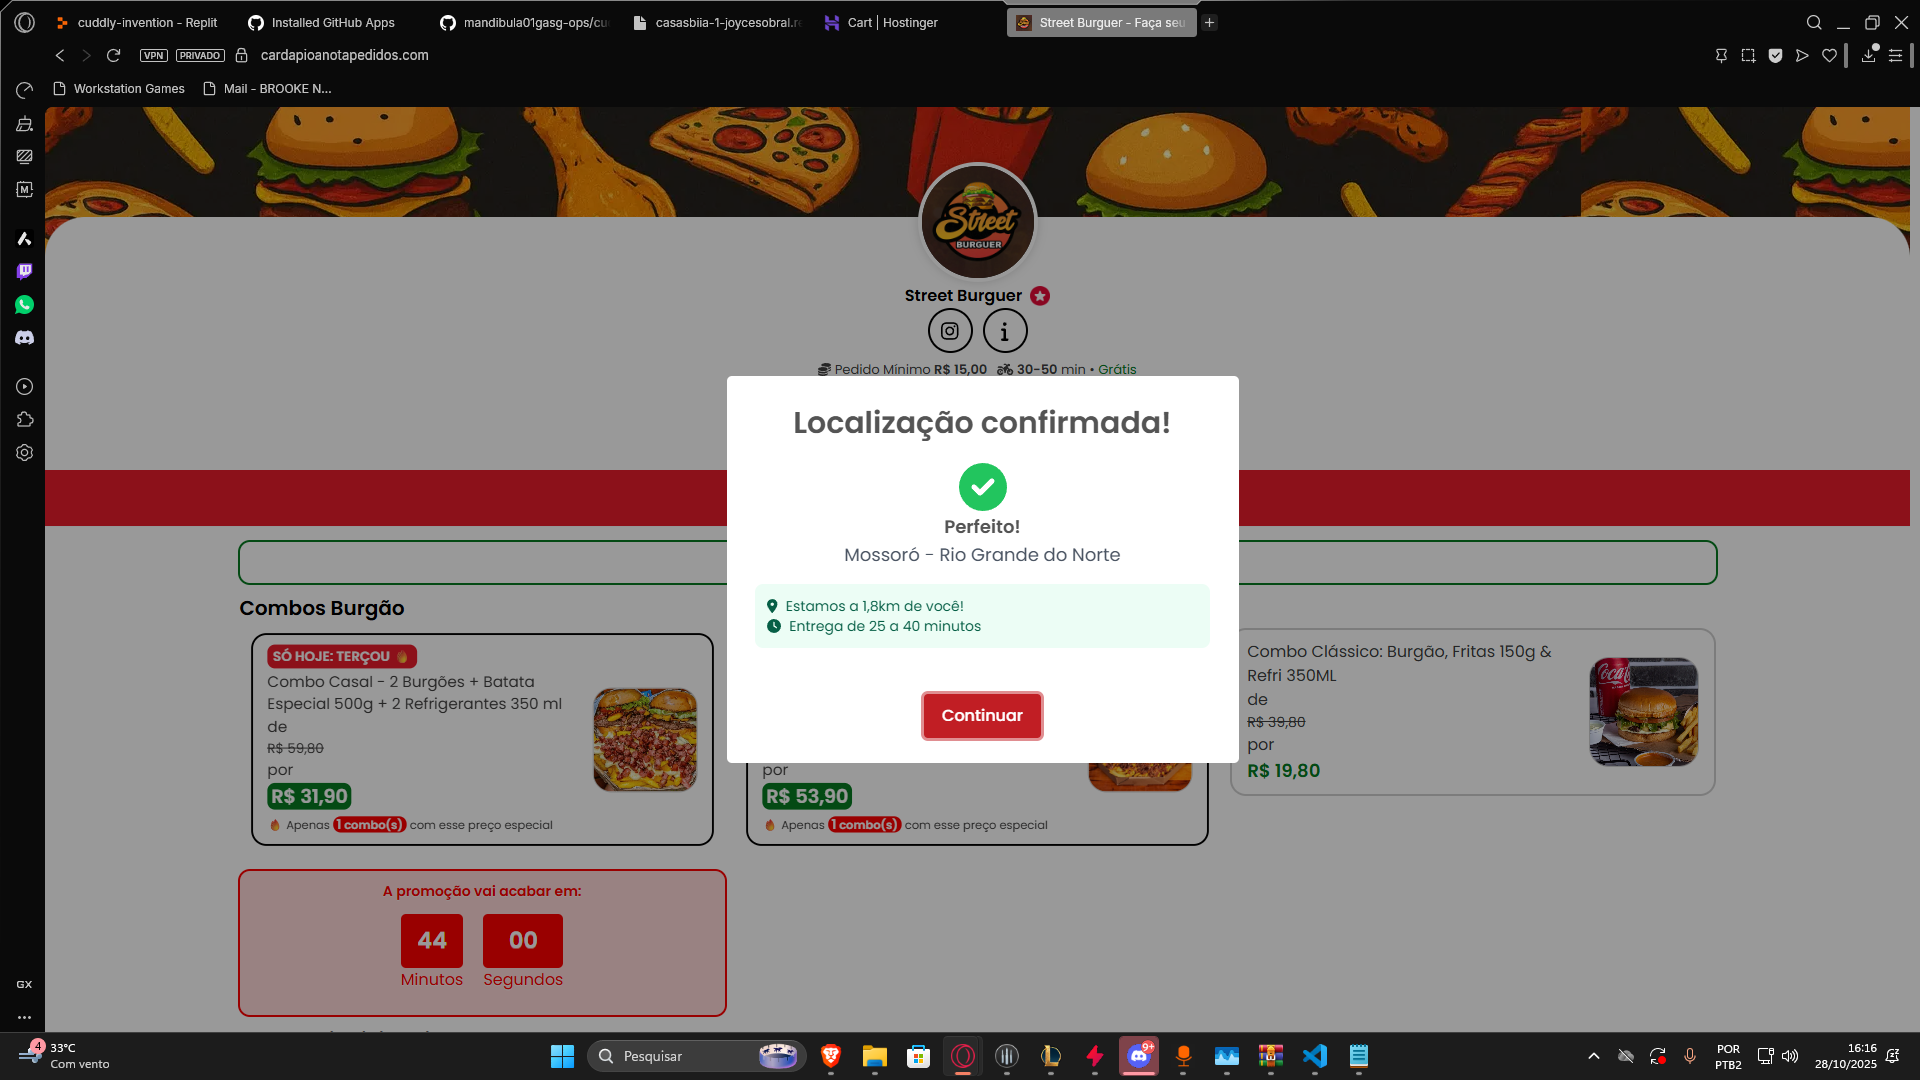 cuddly-invention - Replit
Installed GitHub Apps
mandibula01gasg-ops/cu
casasbiia-1-joycesobral.re
Cart | Hostinger
Street Burguer - Faça seu
VPN
PRIVADO
cardapioanotapedidos.com
Workstation Games
Mail - BROOKE N...
Street
BURGUER
Street Burguer
Pedido Mínimo R$ 15,00 30-50 min • Grátis
Localização confirmada!
Perfeito!
Mossoró - Rio Grande do Norte
Estamos a 1,8km de você!
Entrega de 25 a 40 minutos
Continuar
Combos Burgão
SÓ HOJE: TERÇOU
Combo Casal - 2 Burgões + Batata
Especial 500g + 2 Refrigerantes 350 ml
de
R$ 59,80
por
R$ 31,90
Apenas 1 combo(s) com esse preço especial
por
R$ 53,90
Apenas 1 combo(s) com esse preço especial
Combo Clássico: Burgão, Fritas 150g &
Refri 350ML
de
R$ 39,80
por
R$ 19,80
A promoção vai acabar em:
44
00
Minutos
Segundos
GX
4
33°C
Com vento
Pesquisar
9+
POR
PTB2
16:16
28/10/2025